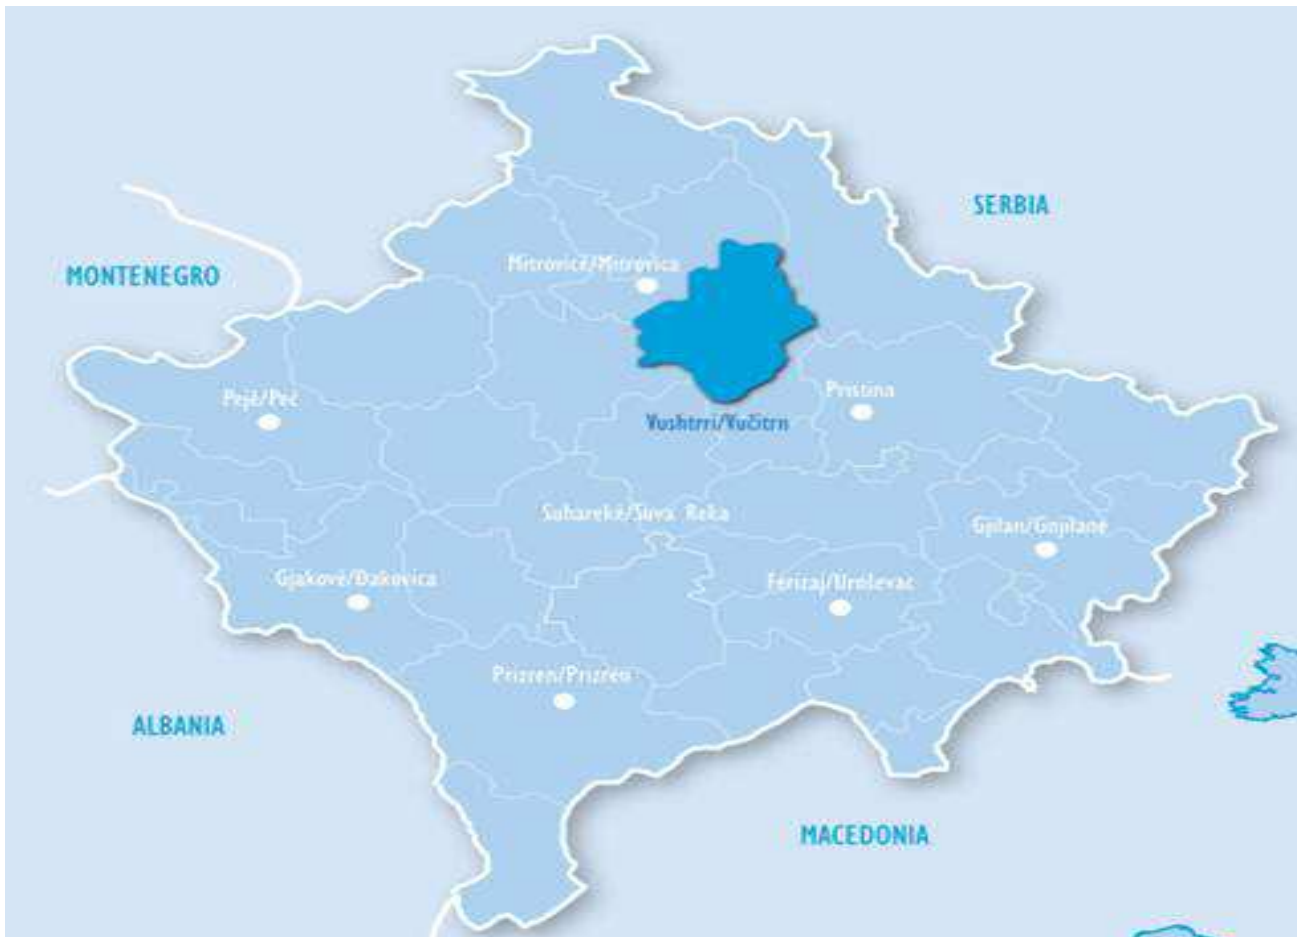 SERBIA
MONTENEGRO
Mitrovicë/Mitrovica
Pejë/Peč
Pristina
Vushtrri/Vučitrn
Suharekë/Suva Reka
Gjilan/Gnjilane
Gjakovë/Đakovica
Ferizaj/Uroševac
Prizren/Prizren
ALBANIA
MACEDONIA